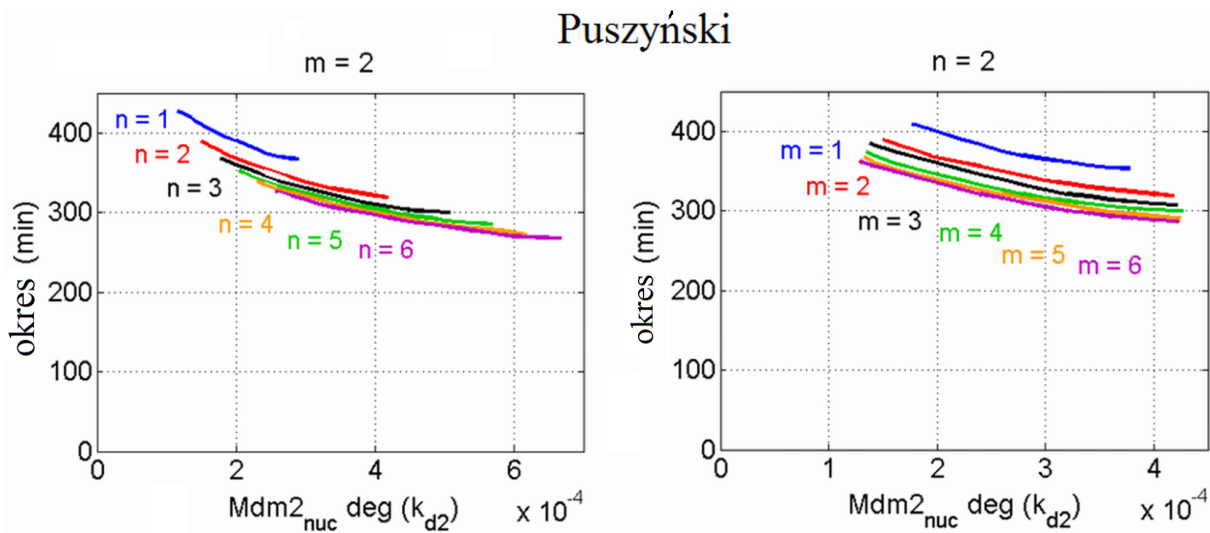 Puszyński
m = 2
400
300
200
100
0
okres (min)
n = 1
n = 2
n = 3
n = 4
n = 5
n = 6
0 2 4 6
Mdm2nuc deg (kd2) x 10-4
n = 2
400
300
200
100
0
okres (min)
m = 1
m = 2
m = 3
m = 4
m = 5
m = 6
0 1 2 3 4
Mdm2nuc deg (kd2) x 10-4